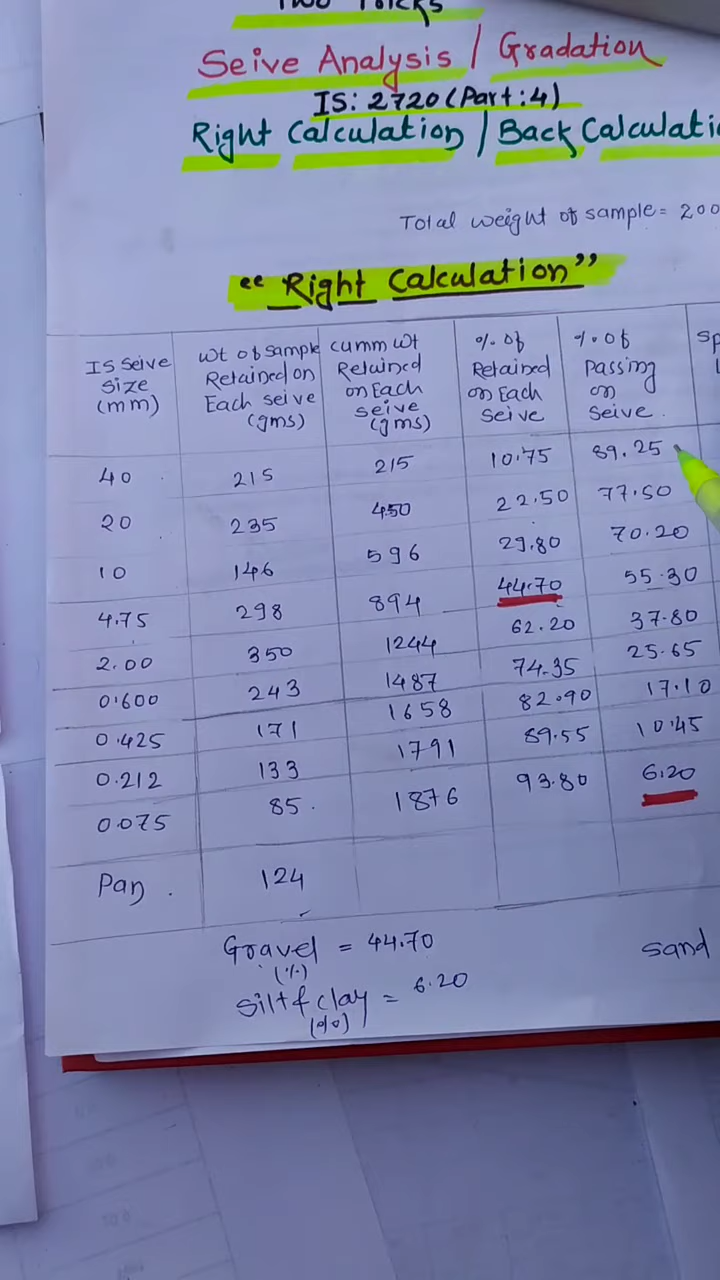 Two Tricks
Seive Analysis / Gradation
IS: 2720 (Part:4)
Right Calculation / Back Calculati
Total weight of sample = 200
"Right Calculation"
IS Seive Size (mm) | wt of sample Retained on Each seive (gms) | cumm wt Retained on Each seive (gms) | % of Retained on Each Seive | % of Passing on Seive. | Sp
40 | 215 | 215 | 10.75 | 89.25
20 | 235 | 450 | 22.50 | 77.50
10 | 146 | 596 | 29.80 | 70.20
4.75 | 298 | 894 | 44.70 | 55.30
2.00 | 350 | 1244 | 62.20 | 37.80
0.600 | 243 | 1487 | 74.35 | 25.65
0.425 | 171 | 1658 | 82.90 | 17.10
0.212 | 133 | 1791 | 89.55 | 10.45
0.075 | 85. | 1876 | 93.80 | 6.20
Pan. | 124
Gravel (%) = 44.70
sand
silt & clay (%) = 6.20